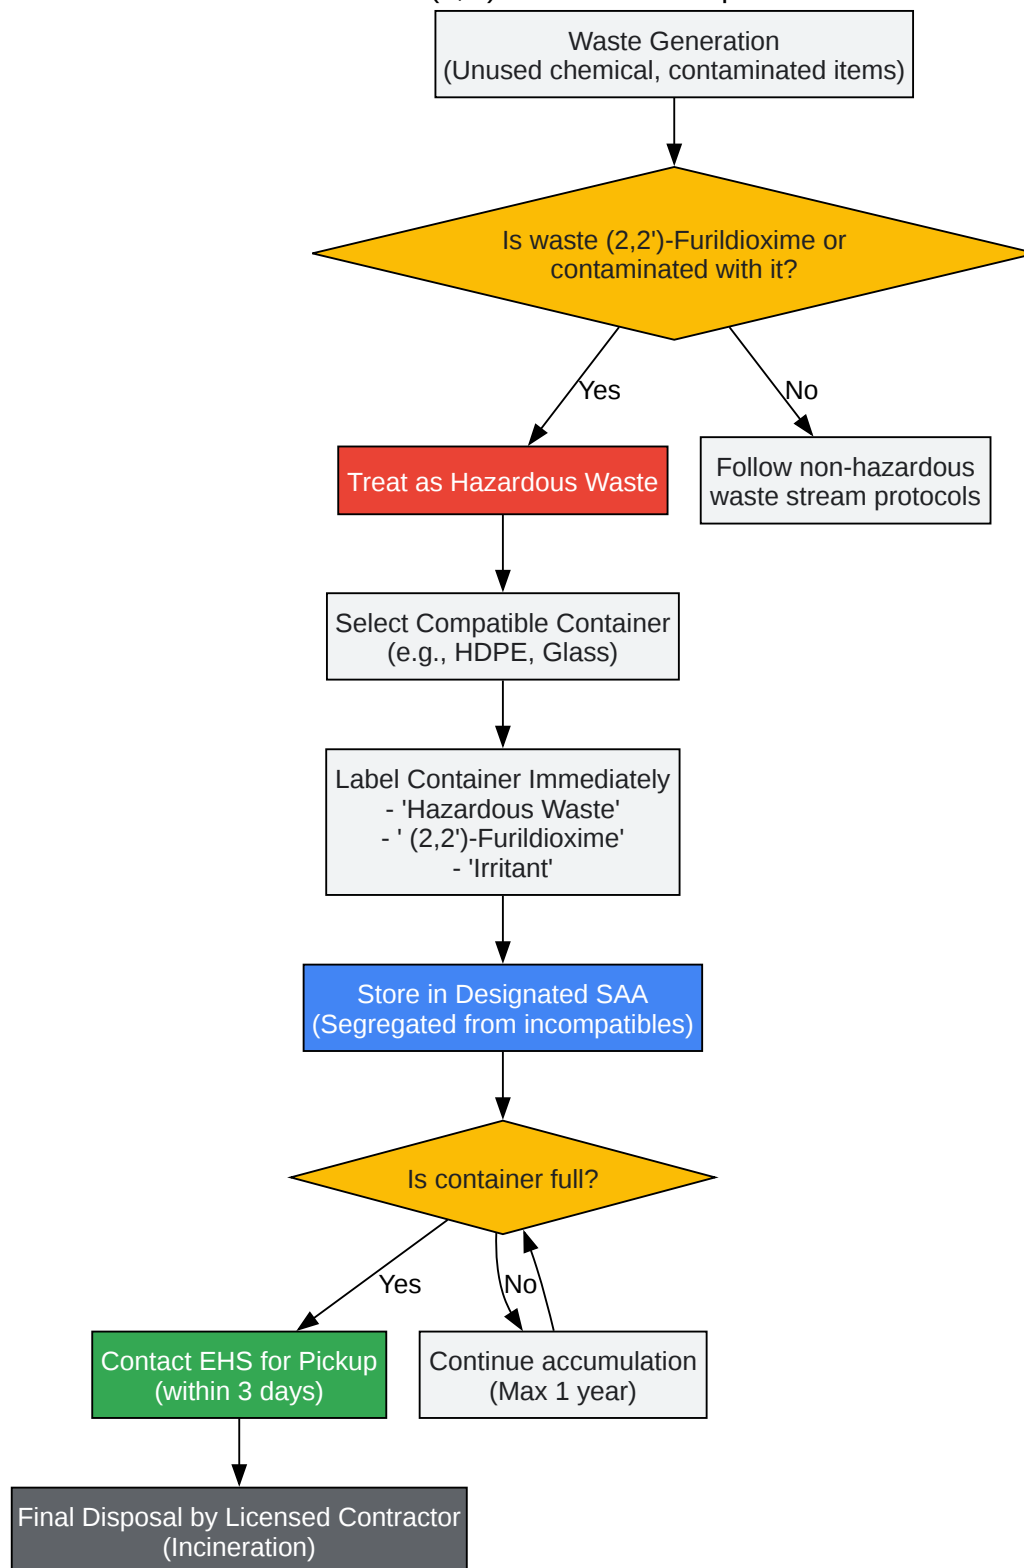 Waste Generation
(Unused chemical, contaminated items)
Is waste (2,2')-Furildioxime or
contaminated with it?
Yes
No
Treat as Hazardous Waste
Follow non-hazardous
waste stream protocols
Select Compatible Container
(e.g., HDPE, Glass)
Label Container Immediately
- 'Hazardous Waste'
- ' (2,2')-Furildioxime'
- 'Irritant'
Store in Designated SAA
(Segregated from incompatibles)
Is container full?
Yes
No
Contact EHS for Pickup
(within 3 days)
Continue accumulation
(Max 1 year)
Final Disposal by Licensed Contractor
(Incineration)